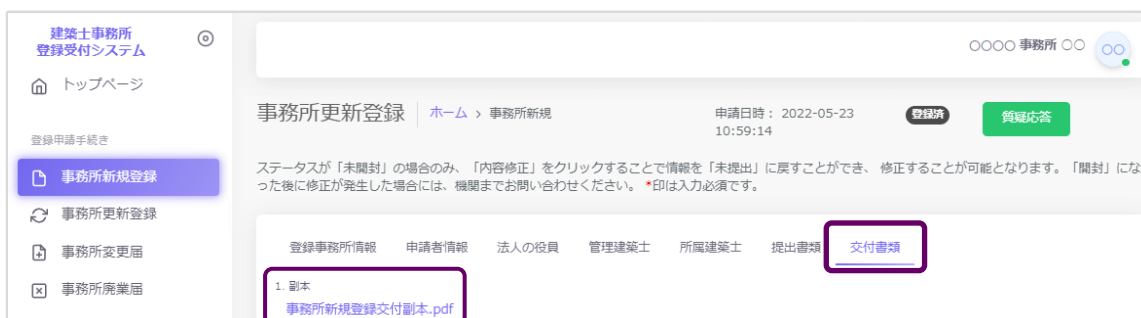 建築士事務所
登録受付システム
〇〇〇〇 事務所 〇〇
〇〇
トップページ
事務所更新登録
ホーム > 事務所新規
申請日時： 2022-05-23
10:59:14
登録済
質疑応答
登録申請手続き
ステータスが「未開封」の場合のみ、「内容修正」をクリックすることで情報を「未提出」に戻すことができ、 修正することが可能となります。「開封」にな
った後に修正が発生した場合には、機関までお問い合わせください。 *印は入力必須です。
事務所新規登録
事務所更新登録
事務所変更届
事務所廃業届
登録事務所情報 申請者情報 法人の役員 管理建築士 所属建築士 提出書類 交付書類
1. 副本
事務所新規登録交付副本.pdf